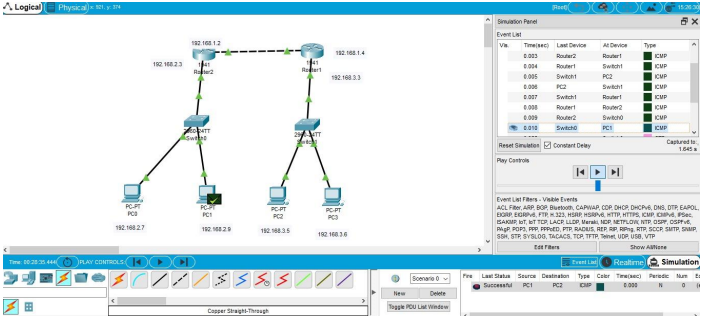 Logical Physical x: 921, y: 374 [Root] 15:26:30
192.168.1.2
192.168.2.3
1941
Router2
192.168.1.4
1941
Router1
192.168.3.3
2960-24TT
Switch0
2960-24TT
Switch1
PC-PT
PC0
PC-PT
PC1
PC-PT
PC2
PC-PT
PC3
192.168.2.7
192.168.2.9
192.168.3.5
192.168.3.6
Simulation Panel
Event List
Vis. Time(sec) Last Device At Device Type
0.003 Router2 Router1 ICMP
0.004 Router1 Switch1 ICMP
0.005 Switch1 PC2 ICMP
0.006 PC2 Switch1 ICMP
0.007 Switch1 Router1 ICMP
0.008 Router1 Router2 ICMP
0.009 Router2 Switch0 ICMP
0.010 Switch0 PC1 ICMP
Reset Simulation Constant Delay Captured to:
1.645 s
Play Controls
Event List Filters - Visible Events
ACL Filter, ARP, BGP, Bluetooth, CAPWAP, CDP, DHCP, DHCPv6, DNS, DTP, EAPOL,
EIGRP, EIGRPv6, FTP, H.323, HSRP, HSRPv6, HTTP, HTTPS, ICMP, ICMPv6, IPSec,
ISAKMP, IoT, IoT TCP, LACP, LLDP, Meraki, NDP, NETFLOW, NTP, OSPF, OSPFv6,
PAgP, POP3, PPP, PPPoED, PTP, RADIUS, REP, RIP, RIPng, RTP, SCCP, SMTP, SNMP,
SSH, STP, SYSLOG, TACACS, TCP, TFTP, Telnet, UDP, USB, VTP
Edit Filters Show All/None
Time: 00:28:35.444 PLAY CONTROLS: Event List Realtime Simulation
Scenario 0
New Delete
Toggle PDU List Window
Copper Straight-Through
Fire Last Status Source Destination Type Color Time(sec) Periodic Num
Successful PC1 PC2 ICMP 0.000 N 0